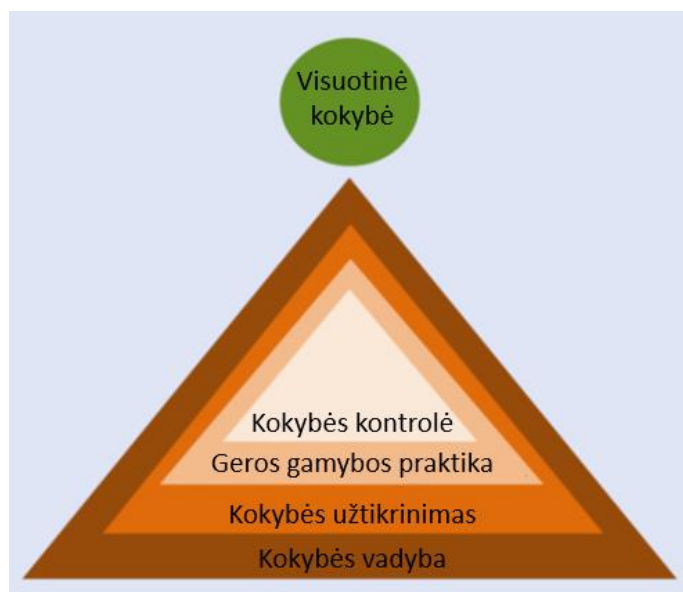 Visuotinė
kokybė
Kokybės kontrolė
Geros gamybos praktika
Kokybės užtikrinimas
Kokybės vadyba